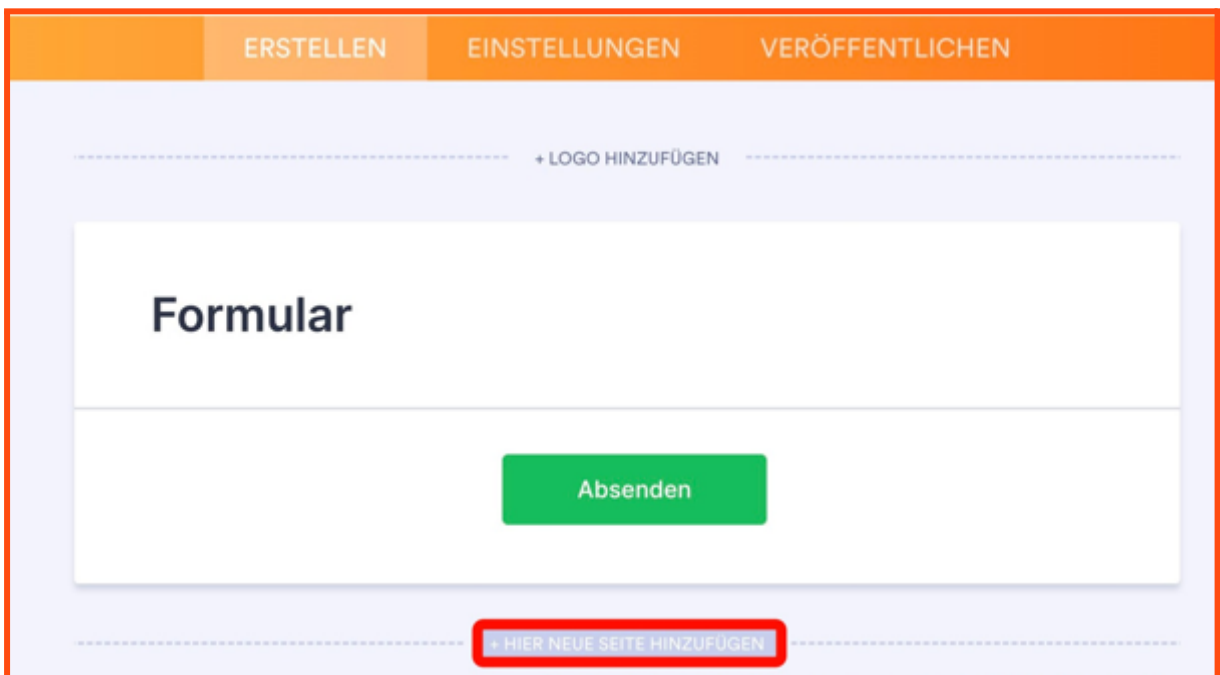 ERSTELLEN EINSTELLUNGEN VERÖFFENTLICHEN
+ LOGO HINZUFÜGEN
Formular
Absenden
+ HIER NEUE SEITE HINZUFÜGEN